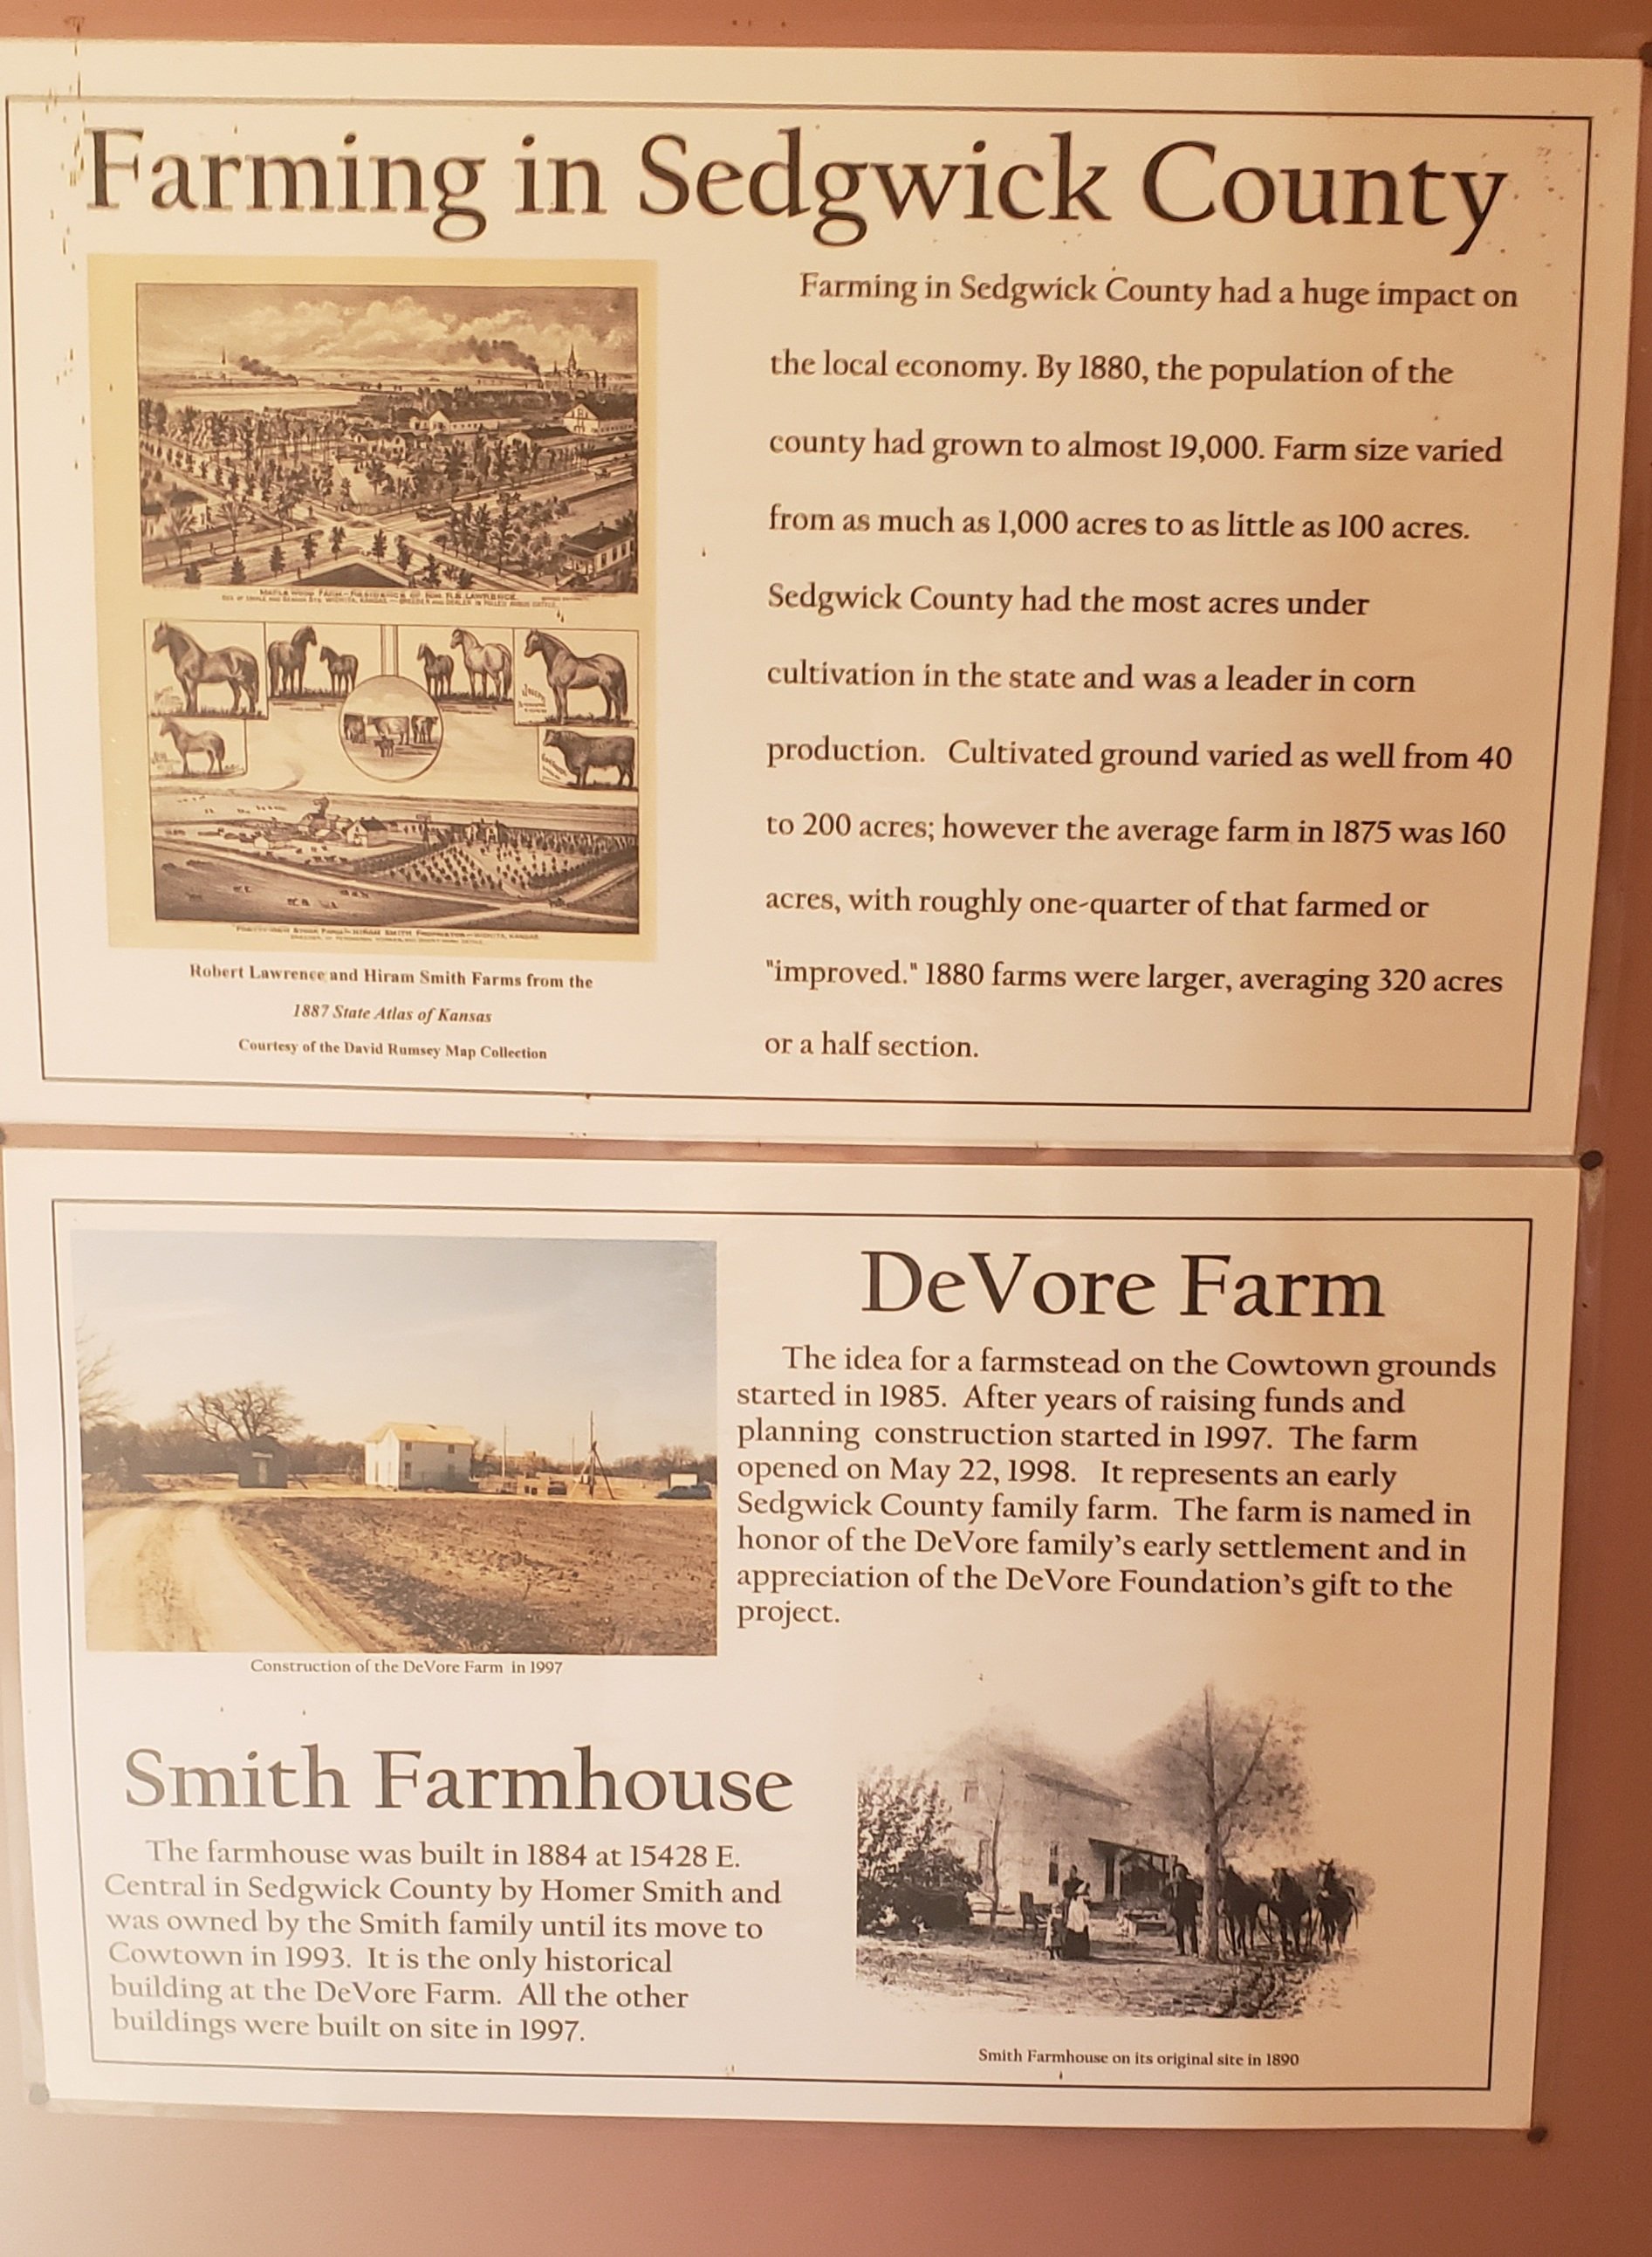 Farming in Sedgwick County
Farming in Sedgwick County had a huge impact on
the local economy. By 1880, the population of the
county had grown to almost 19,000. Farm size varied
from as much as 1,000 acres to as little as 100 acres.
Sedgwick County had the most acres under
cultivation in the state and was a leader in corn
production. Cultivated ground varied as well from 40
to 200 acres; however the average farm in 1875 was 160
acres, with roughly one-quarter of that farmed or
"improved." 1880 farms were larger, averaging 320 acres
or a half section.
RESIDENCE OF HON. R.B. LAWRENCE.
HIRAM SMITH PROPRIETOR - WICHITA, KANSAS.
Robert Lawrence and Hiram Smith Farms from the
1887 State Atlas of Kansas
Courtesy of the David Rumsey Map Collection
DeVore Farm
The idea for a farmstead on the Cowtown grounds
started in 1985. After years of raising funds and
planning construction started in 1997. The farm
opened on May 22, 1998. It represents an early
Sedgwick County family farm. The farm is named in
honor of the DeVore family's early settlement and in
appreciation of the DeVore Foundation's gift to the
project.
Construction of the DeVore Farm in 1997
Smith Farmhouse
The farmhouse was built in 1884 at 15428 E.
Central in Sedgwick County by Homer Smith and
was owned by the Smith family until its move to
Cowtown in 1993. It is the only historical
building at the DeVore Farm. All the other
buildings were built on site in 1997.
Smith Farmhouse on its original site in 1890